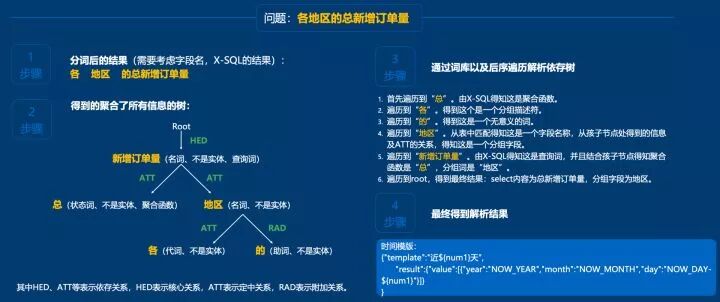 问题：各地区的总新增订单量
1
步骤
分词后的结果（需要考虑字段名，X-SQL的结果）：
各 地区 的总新增订单量
2
步骤
得到的聚合了所有信息的树：
Root
HED
新增订单量（名词、不是实体、查询词）
ATT
ATT
总（状态词、不是实体、聚合函数）
地区（名词、不是实体）
ATT
RAD
各（代词、不是实体）
的（助词、不是实体）
其中HED、ATT等表示依存关系，HED表示核心关系，ATT表示定中关系，RAD表示附加关系。
3
步骤
通过词库以及后序遍历解析依存树
1. 首先遍历到“总”。由X-SQL得知这是聚合函数。
2. 遍历到“各”。得到这个是一个分组描述符。
3. 遍历到“的”。得到这是一个无意义的词。
4. 遍历到“地区”。从表中匹配得知这是一个字段名称，从孩子节点处得到的信息
及ATT的关系，得知这是一个分组字段。
5. 遍历到“新增订单量”。由X-SQL得知这是查询词，并且结合孩子节点得知聚合
函数是“总”，分组词是“地区”。
6. 遍历到root，得到最终结果：select内容为总新增订单量，分组字段为地区。
4
步骤
最终得到解析结果
时间模版：
{"template":"近${num1}天",
"result":{"value":[{"year":"NOW_YEAR","month":"NOW_MONTH","day":"NOW_DAY-
${num1}"}])
}